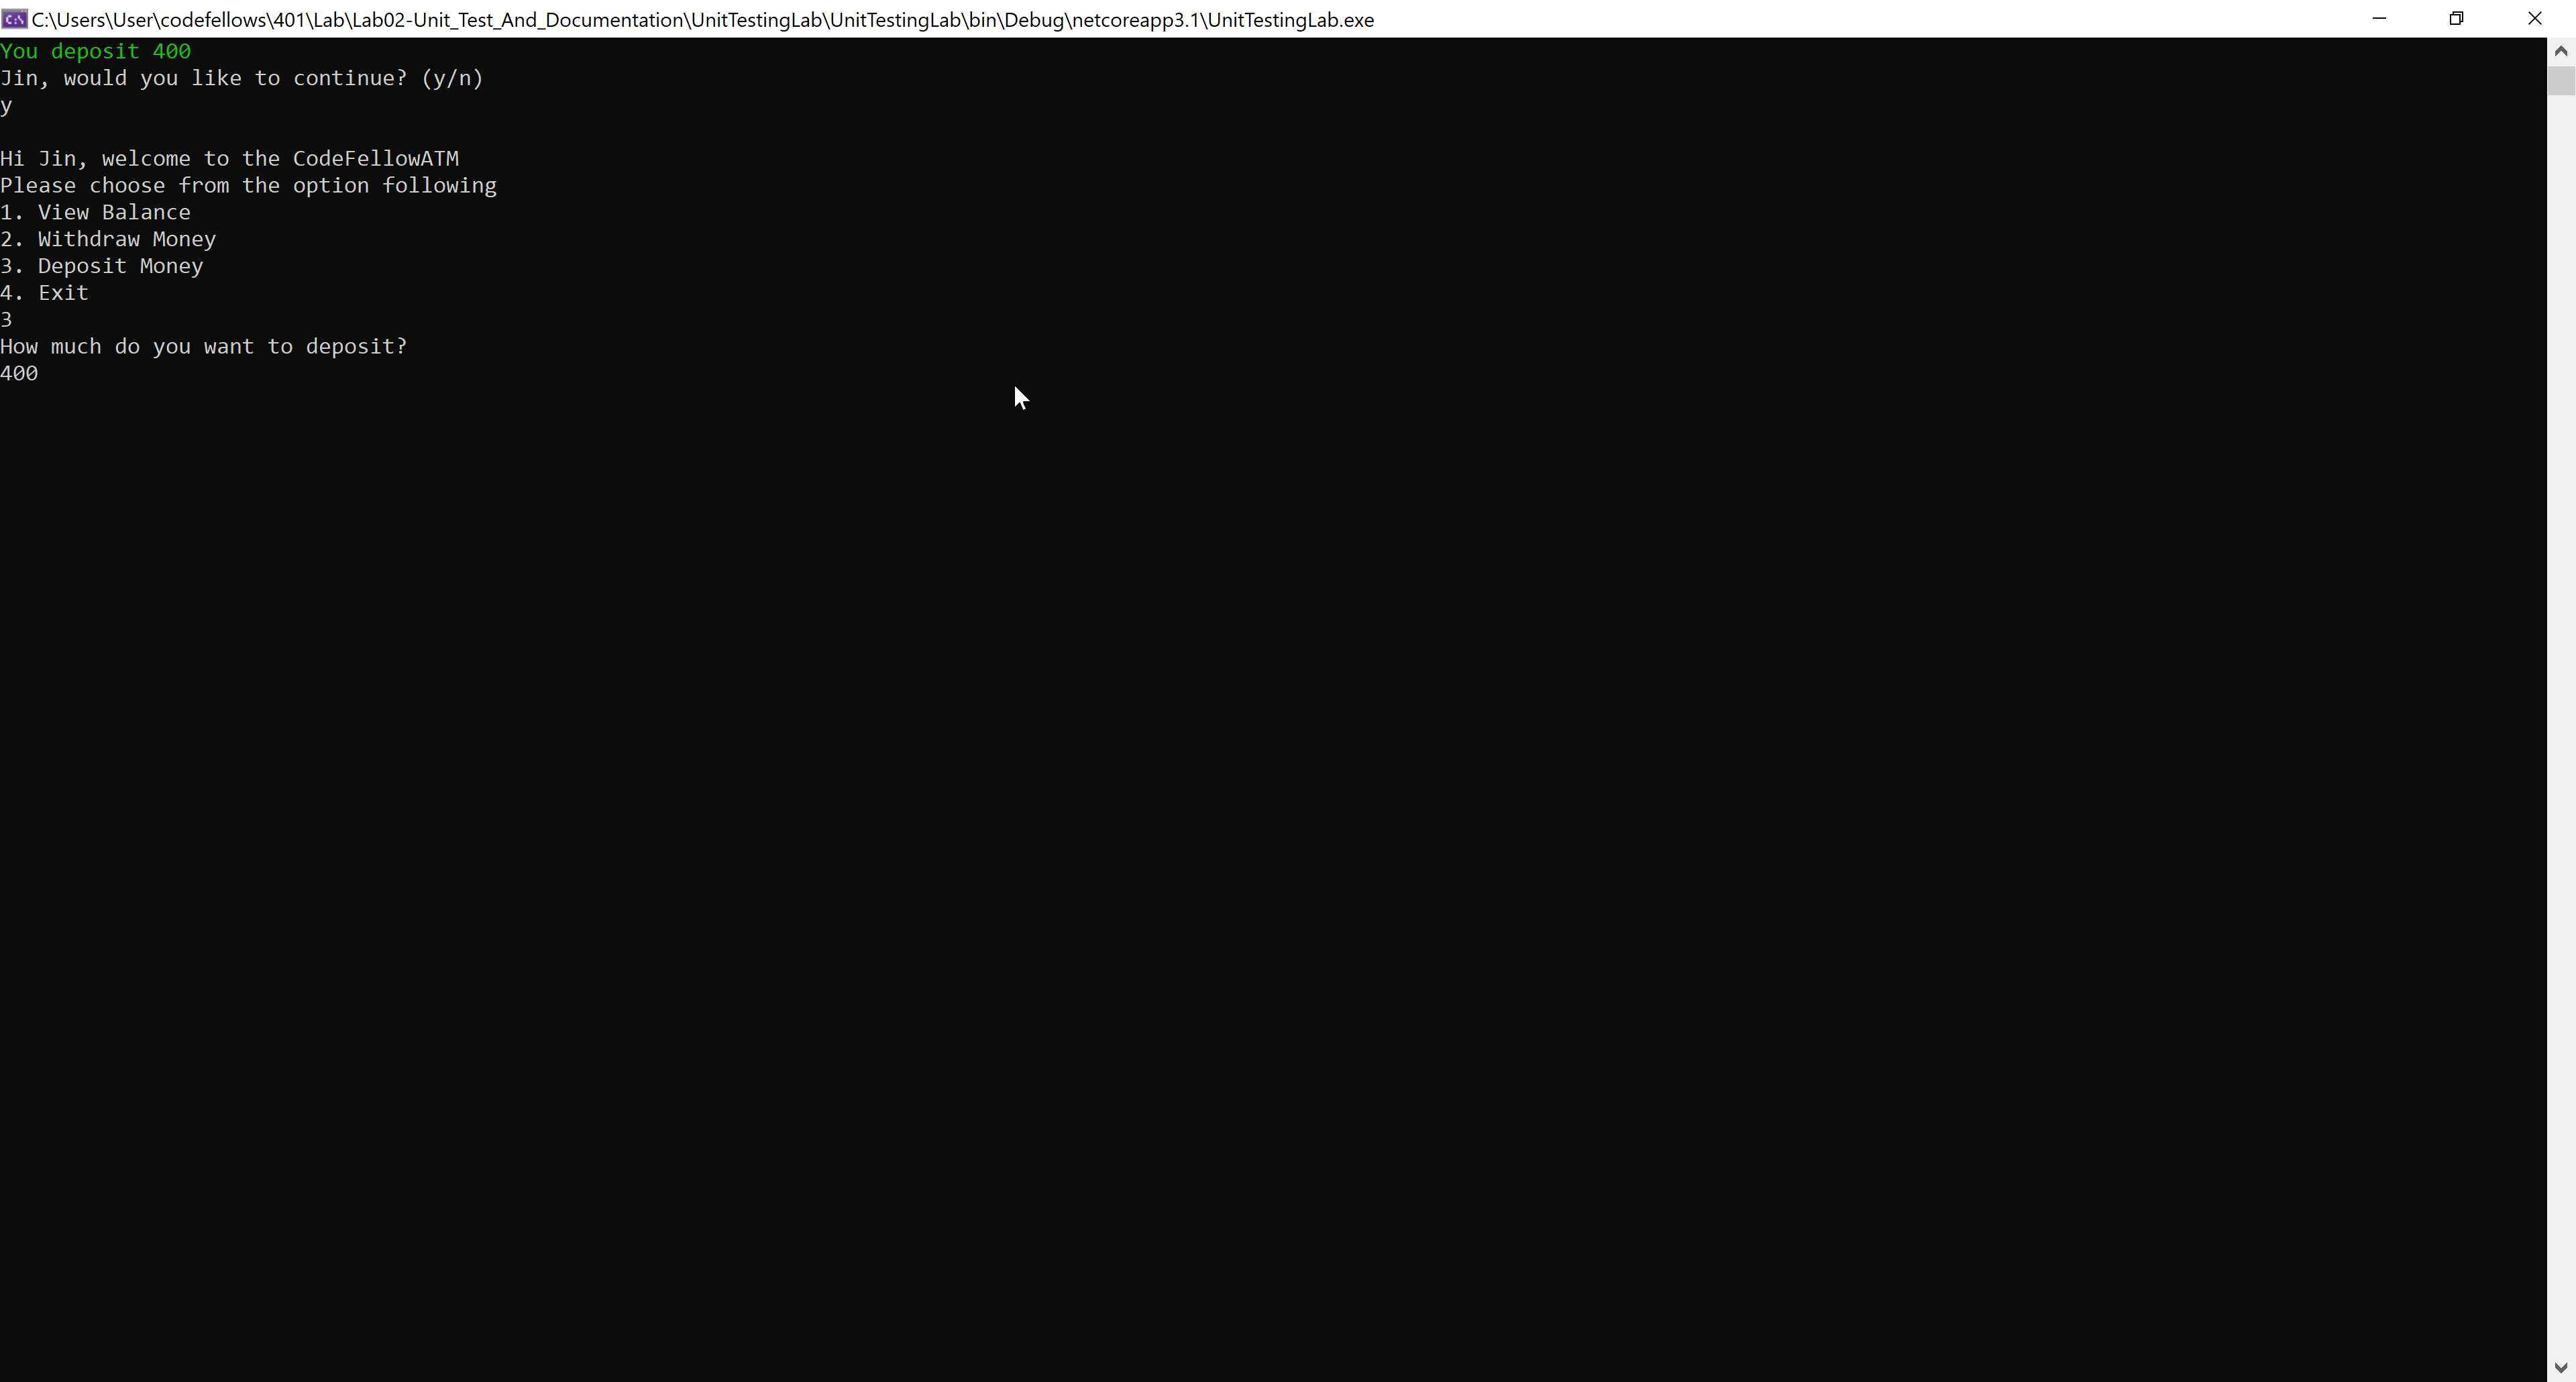 C:\Users\User\codefellows\401\Lab\Lab02-Unit_Test_And_Documentation\UnitTestingLab\UnitTestingLab\bin\Debug\netcoreapp3.1\UnitTestingLab.exe
You deposit 400
Jin, would you like to continue? (y/n)
y
Hi Jin, welcome to the CodeFellowATM
Please choose from the option following
1. View Balance
2. Withdraw Money
3. Deposit Money
4. Exit
3
How much do you want to deposit?
400